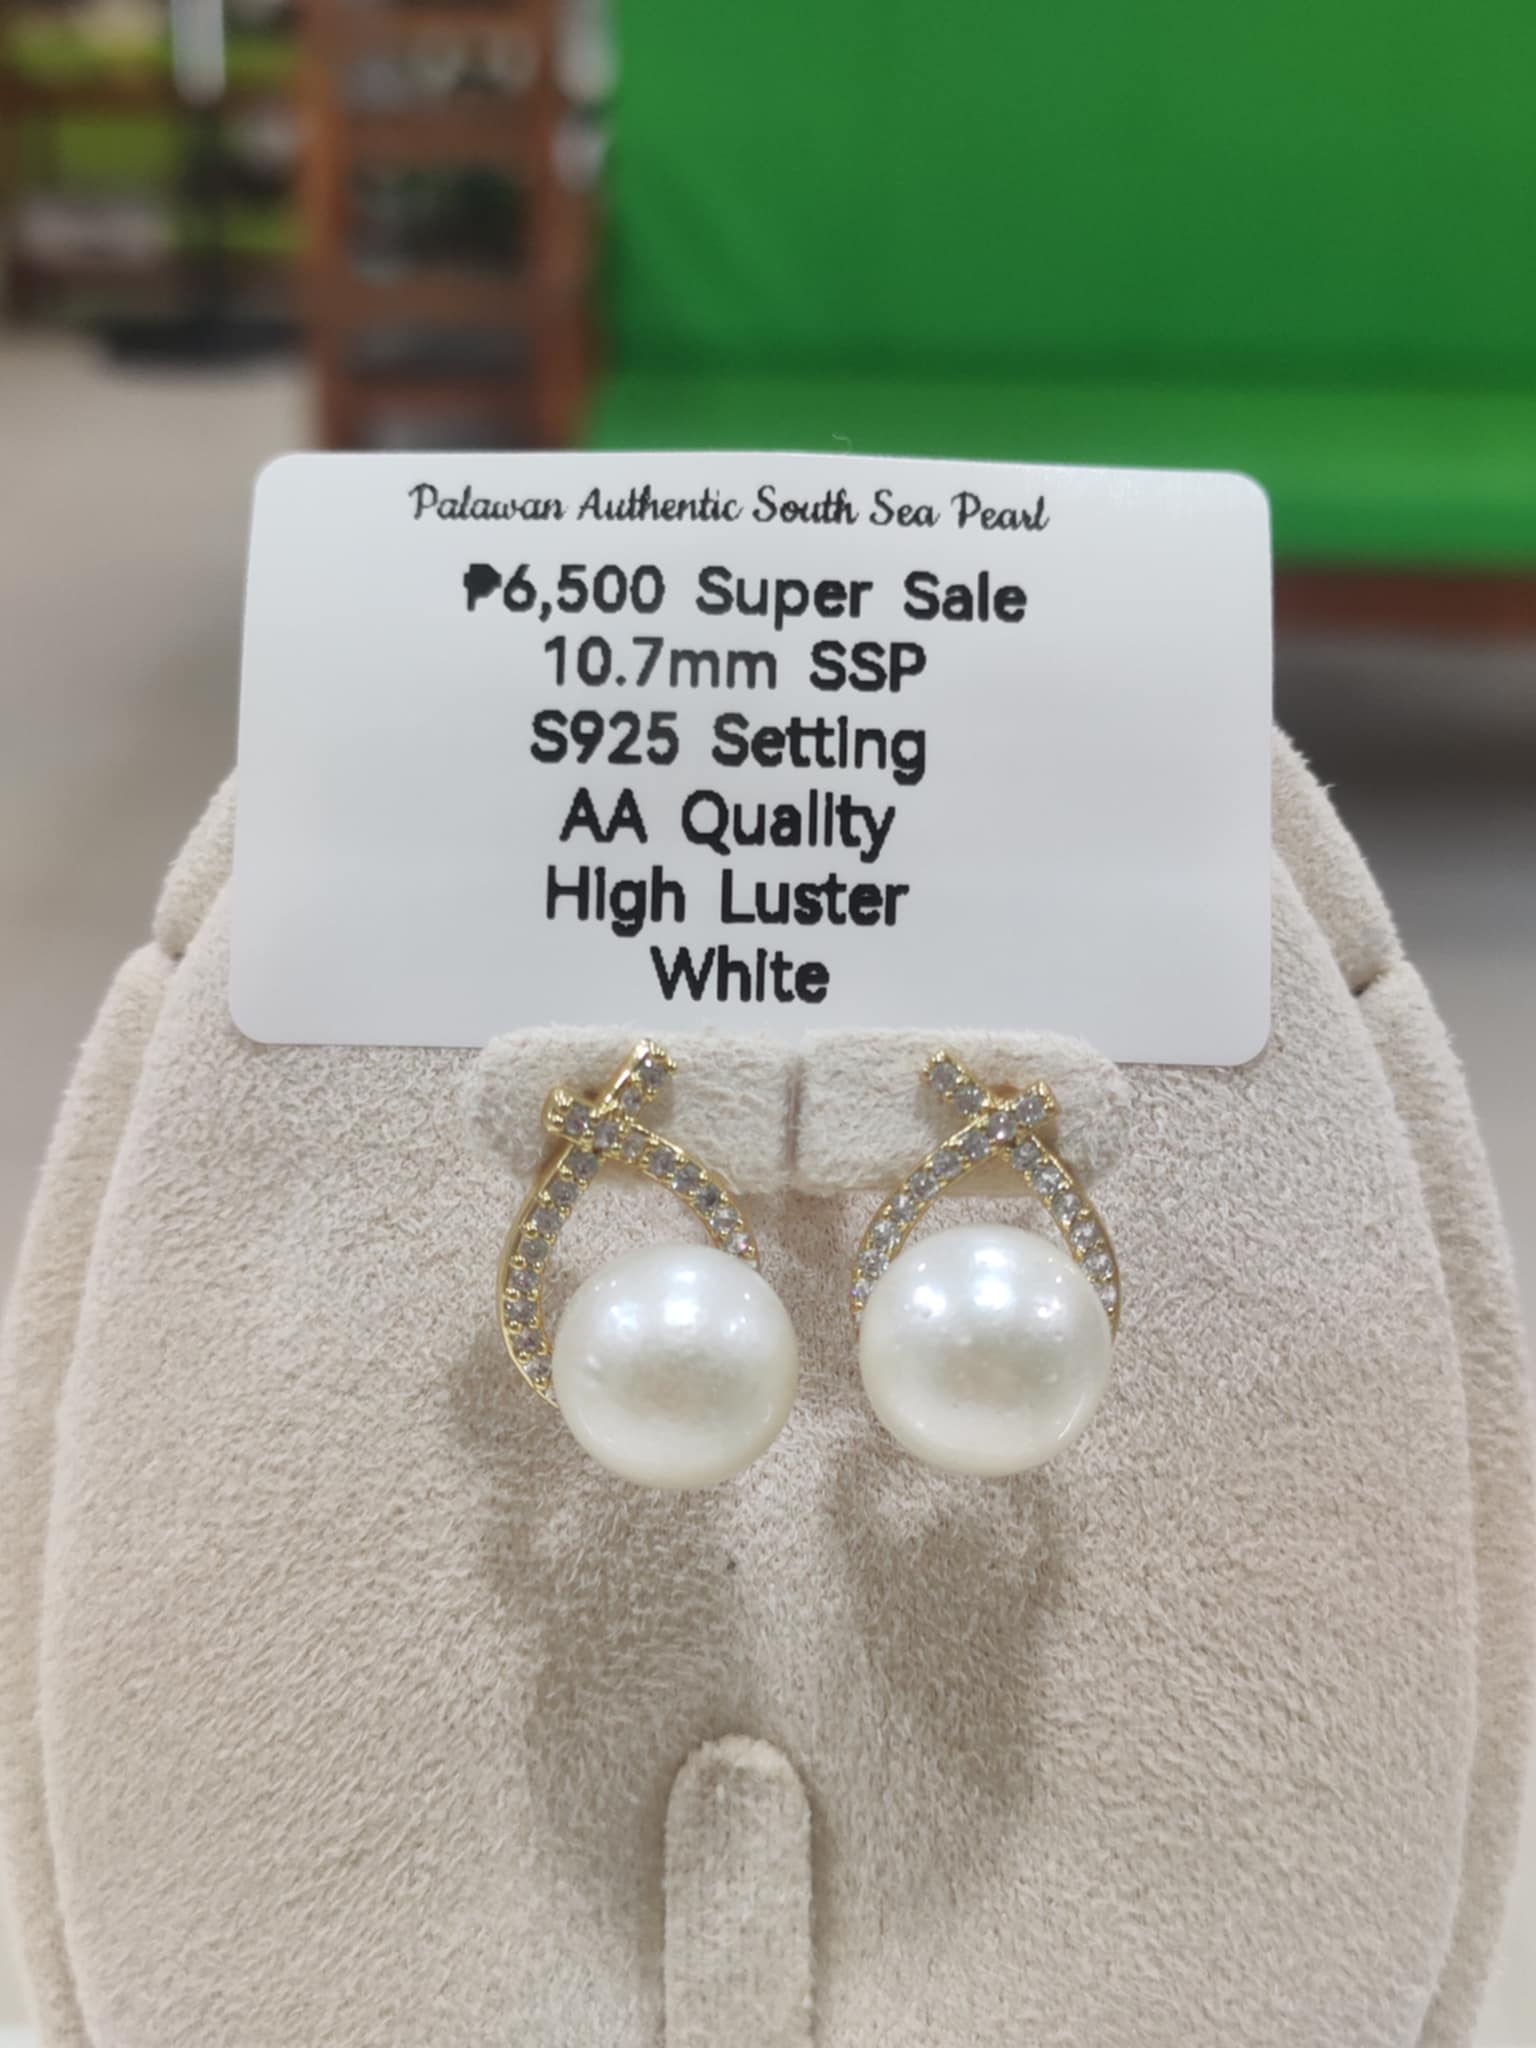 Palawan Authentic South Sea Pearl
₱6,500 Super Sale
10.7mm SSP
S925 Setting
AA Quality
High Luster
White